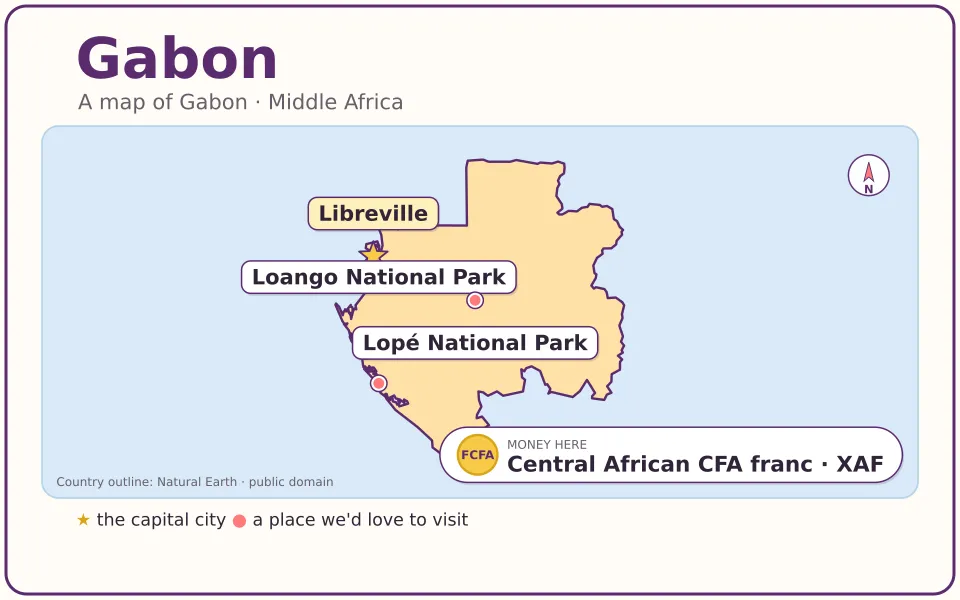 Gabon
A map of Gabon · Middle Africa
N
Libreville
Loango National Park
Lopé National Park
FCFA
MONEY HERE
Central African CFA franc · XAF
Country outline: Natural Earth · public domain
★ the capital city ● a place we'd love to visit